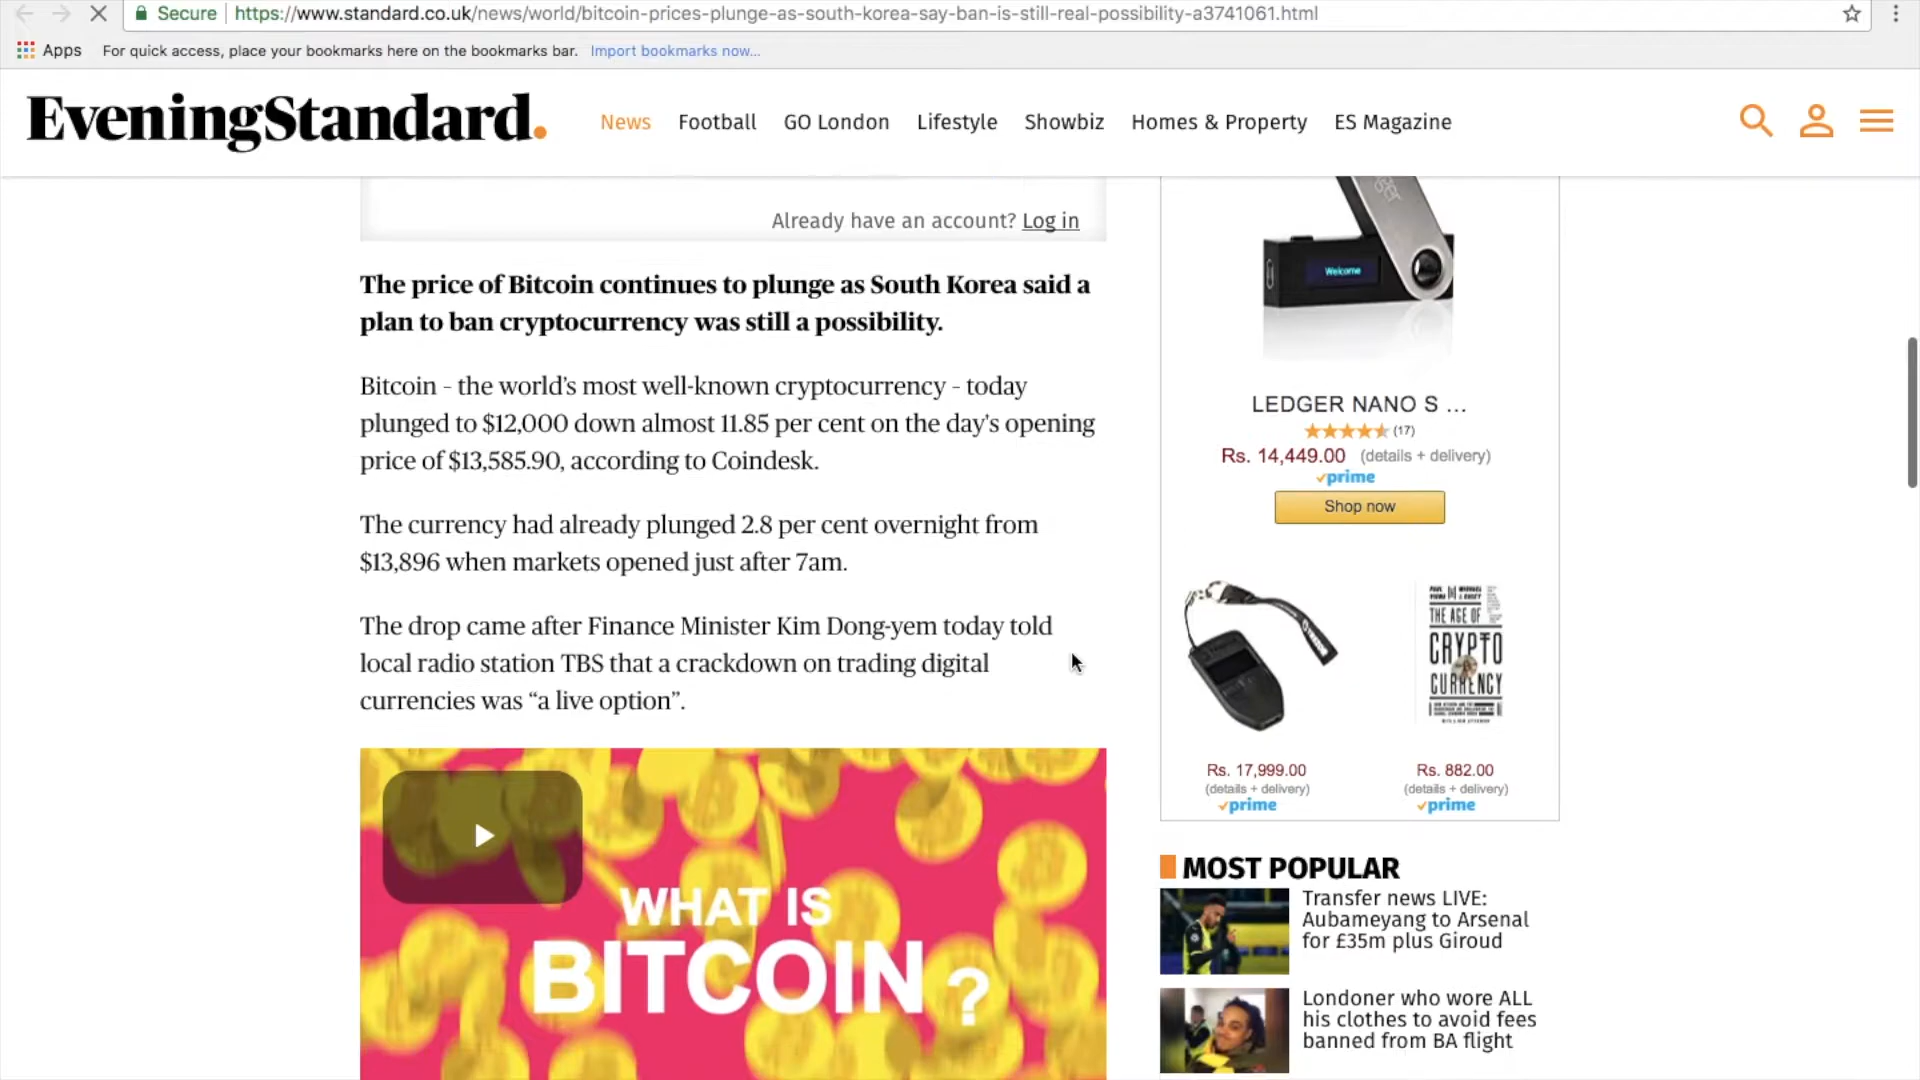 Secure https://www.standard.co.uk/news/world/bitcoin-prices-plunge-as-south-korea-say-ban-is-still-real-possibility-a3741061.html
Apps For quick access, place your bookmarks here on the bookmarks bar. Import bookmarks now...
EveningStandard. News Football GO London Lifestyle Showbiz Homes & Property ES Magazine
Already have an account? Log in
The price of Bitcoin continues to plunge as South Korea said a
plan to ban cryptocurrency was still a possibility.
Bitcoin - the world's most well-known cryptocurrency - today
plunged to $12,000 down almost 11.85 per cent on the day's opening
price of $13,585.90, according to Coindesk.
The currency had already plunged 2.8 per cent overnight from
$13,896 when markets opened just after 7am.
The drop came after Finance Minister Kim Dong-yem today told
local radio station TBS that a crackdown on trading digital
currencies was “a live option”.
WHAT IS
BITCOIN ?
Welcome
LEDGER NANO S ...
(17)
Rs. 14,449.00 (details + delivery)
prime
Shop now
THE AGE OF
CRYPTO
CURRENCY
Rs. 17,999.00
(details + delivery)
prime
Rs. 882.00
(details + delivery)
prime
MOST POPULAR
Transfer news LIVE:
Aubameyang to Arsenal
for £35m plus Giroud
Londoner who wore ALL
his clothes to avoid fees
banned from BA flight